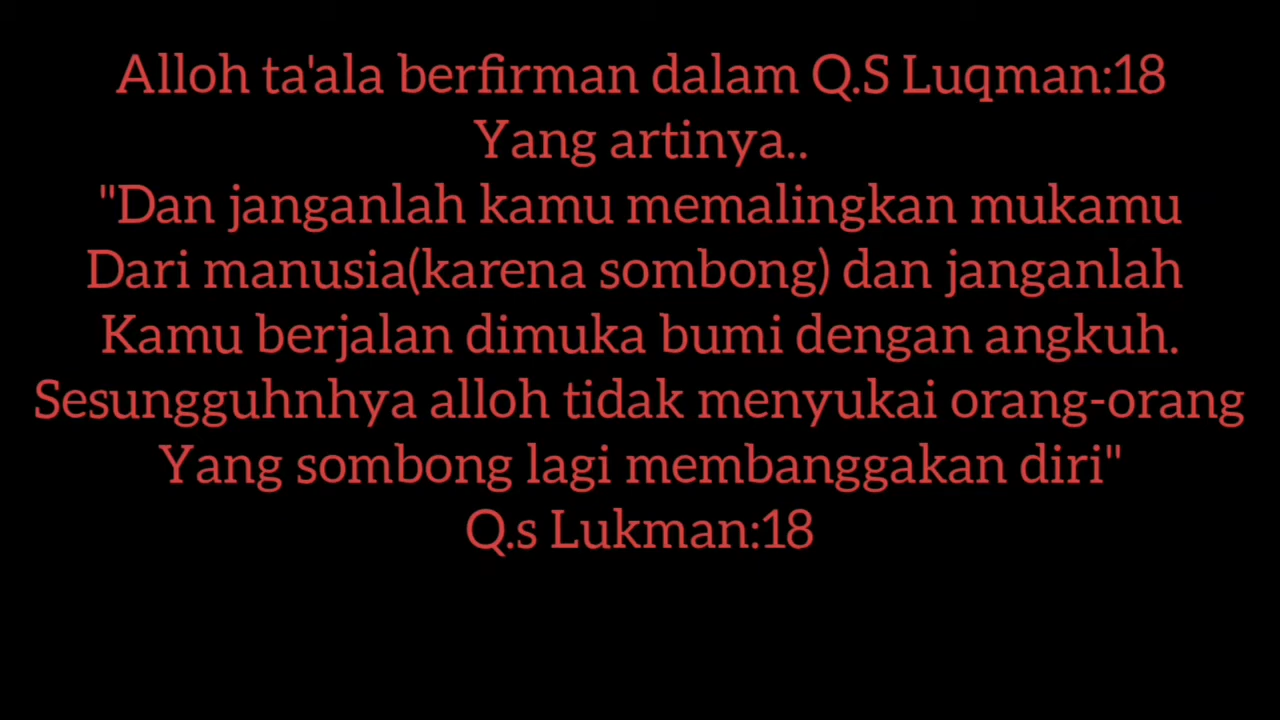 Alloh ta'ala berfirman dalam Q.S Luqman:18
Yang artinya..
"Dan janganlah kamu memalingkan mukamu
Dari manusia(karena sombong) dan janganlah
Kamu berjalan dimuka bumi dengan angkuh.
Sesungguhnhya alloh tidak menyukai orang-orang
Yang sombong lagi membanggakan diri"
Q.s Lukman:18